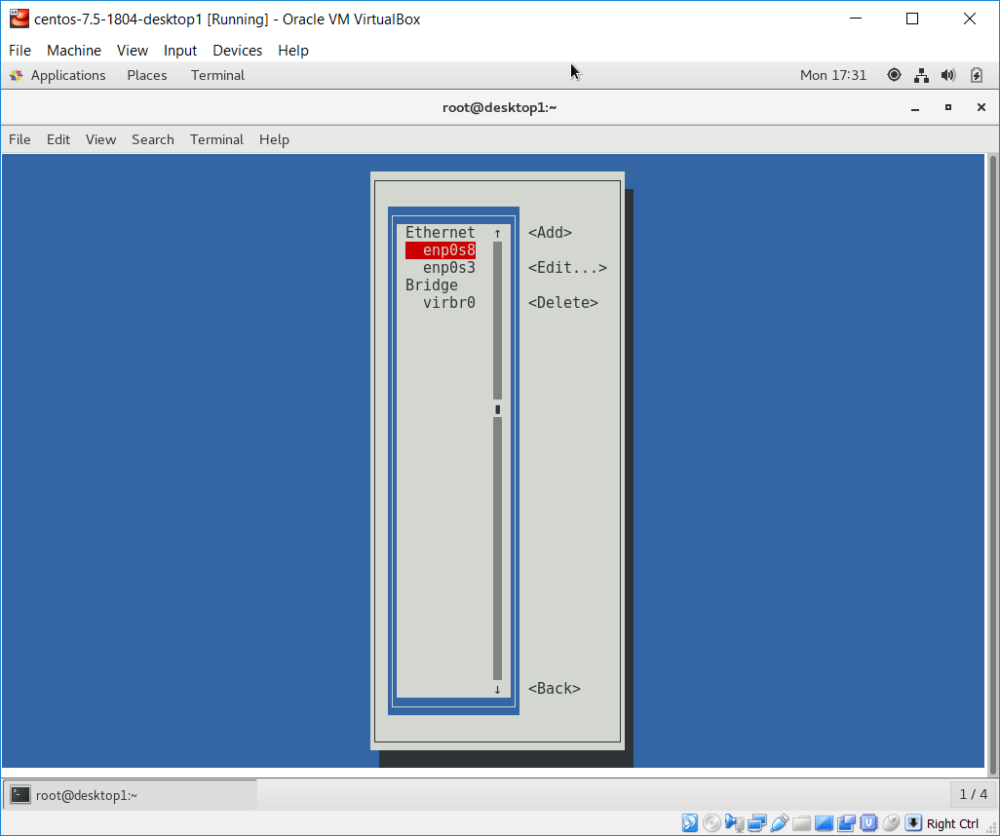 centos-7.5-1804-desktop1 [Running] - Oracle VM VirtualBox
File Machine View Input Devices Help
Applications Places Terminal Mon 17:31
root@desktop1:~
File Edit View Search Terminal Help
Ethernet ↑ <Add>
enp0s8
enp0s3 <Edit...>
Bridge
virbr0 <Delete>
↓ <Back>
root@desktop1:~ 1 / 4
Right Ctrl